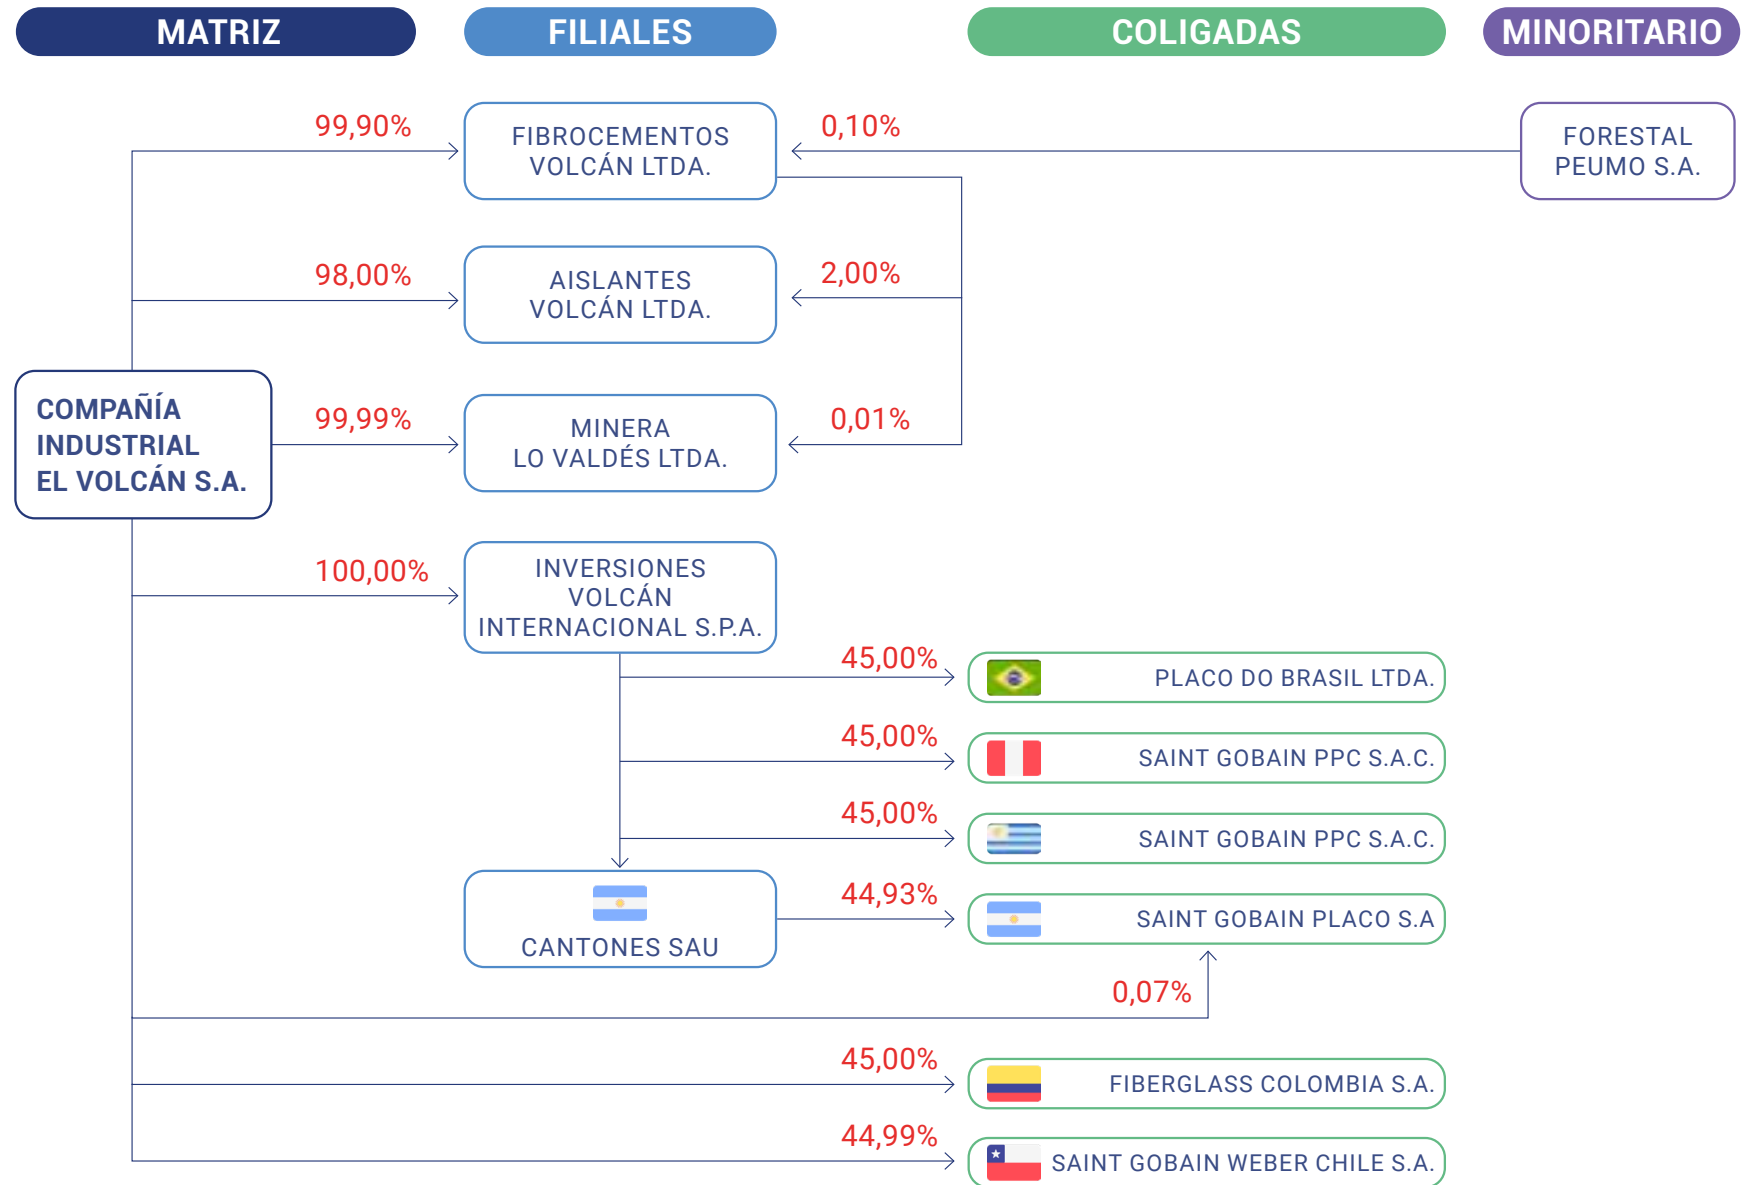 MATRIZ
FILIALES
COLIGADAS
MINORITARIO
99,90%
FIBROCEMENTOS
VOLCÁN LTDA.
0,10%
FORESTAL
PEUMO S.A.
98,00%
AISLANTES
VOLCÁN LTDA.
2,00%
COMPAÑÍA
INDUSTRIAL
EL VOLCÁN S.A.
99,99%
MINERA
LO VALDÉS LTDA.
0,01%
100,00%
INVERSIONES
VOLCÁN
INTERNACIONAL S.P.A.
45,00%
PLACO DO BRASIL LTDA.
45,00%
SAINT GOBAIN PPC S.A.C.
45,00%
SAINT GOBAIN PPC S.A.C.
CANTONES SAU
44,93%
SAINT GOBAIN PLACO S.A
0,07%
45,00%
FIBERGLASS COLOMBIA S.A.
44,99%
SAINT GOBAIN WEBER CHILE S.A.